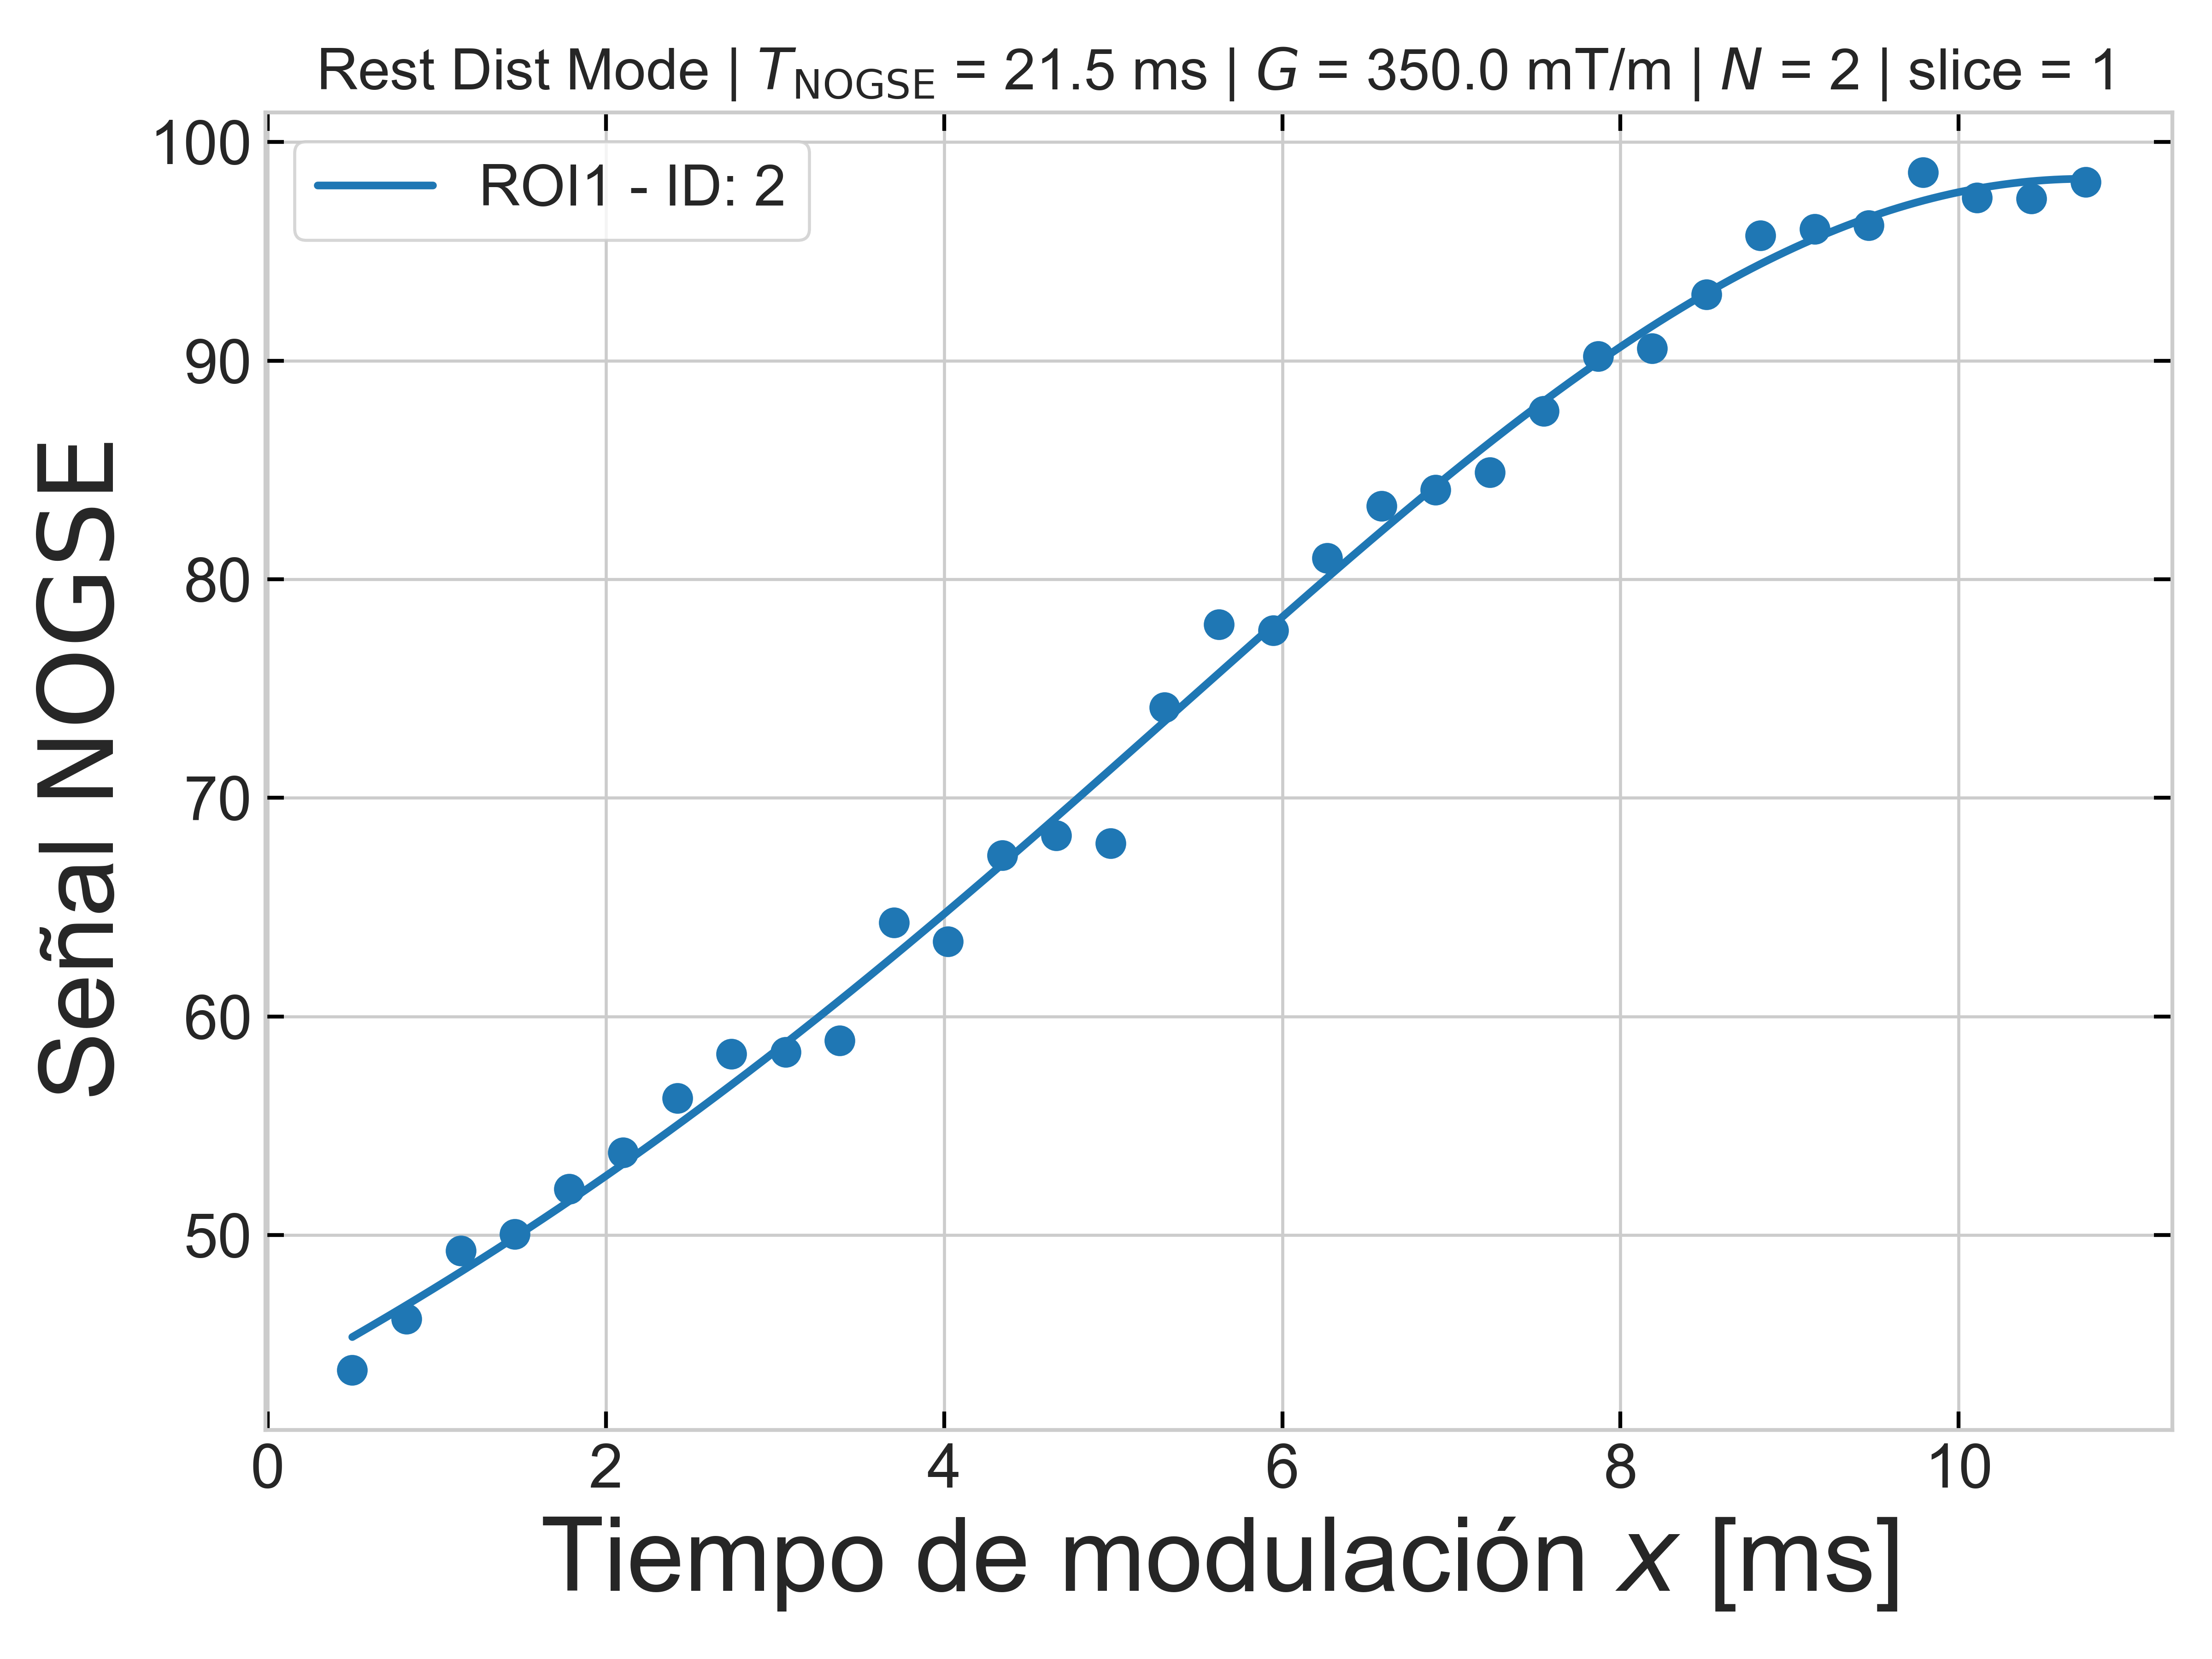 Rest Dist Mode | T_NOGSE = 21.5 ms | G = 350.0 mT/m | N = 2 | slice = 1
ROI1 - ID: 2
Señal NOGSE
100
90
80
70
60
50
0 2 4 6 8 10
Tiempo de modulación x [ms]